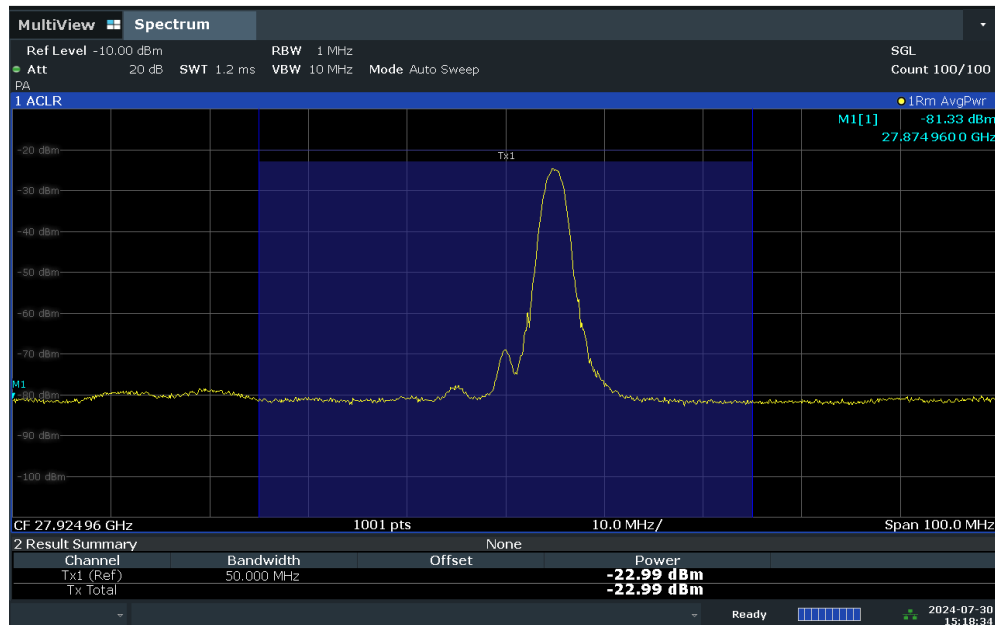 MultiView Spectrum
Ref Level -10.00 dBm RBW 1 MHz SGL
Att 20 dB SWT 1.2 ms VBW 10 MHz Mode Auto Sweep Count 100/100
PA
1 ACLR 1Rm AvgPwr
M1[1] -81.33 dBm
27.8749600 GHz
-20 dBm
Tx1
-30 dBm
-40 dBm
-50 dBm
-60 dBm
-70 dBm
M1
-80 dBm
-90 dBm
-100 dBm
CF 27.92496 GHz 1001 pts 10.0 MHz/ Span 100.0 MHz
2 Result Summary None
Channel Bandwidth Offset Power
Tx1 (Ref) 50.000 MHz -22.99 dBm
Tx Total -22.99 dBm
Ready 2024-07-30
15:18:34